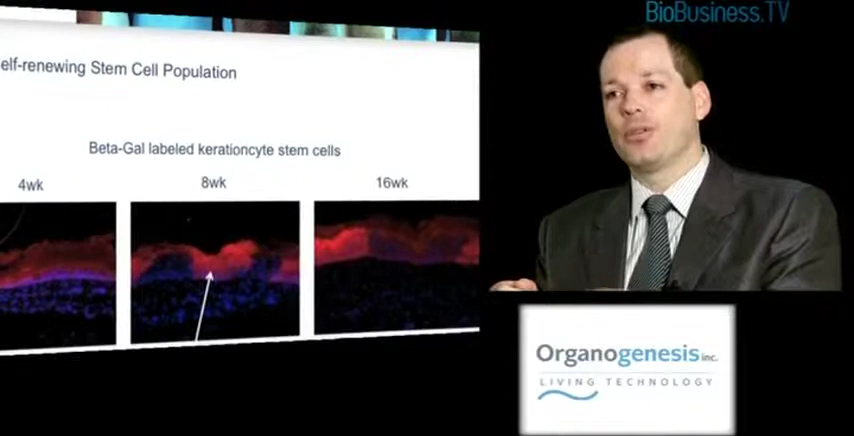 BioBusiness.TV
elf-renewing Stem Cell Population
Beta-Gal labeled kerationcyte stem cells
4wk 8wk 16wk
Organogenesis inc.
LIVING TECHNOLOGY